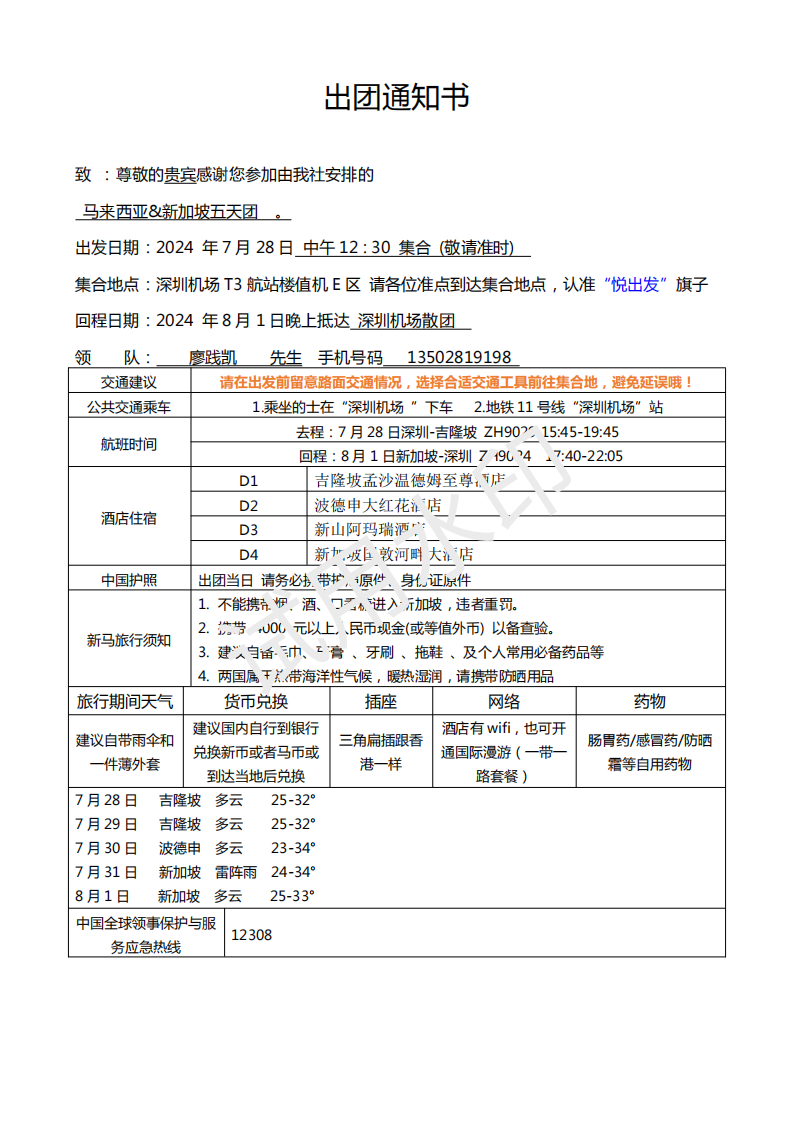 出团通知书
致 ：尊敬的贵宾感谢您参加由我社安排的
马来西亚&新加坡五天团 。
出发日期：2024 年 7 月 28 日 中午 12：30 集合 (敬请准时)
集合地点：深圳机场 T3 航站楼值机 E 区 请各位准点到达集合地点，认准“悦出发”旗子
回程日期：2024 年 8 月 1 日晚上抵达 深圳机场散团
领 队： 廖践凯 先生 手机号码 13502819198
交通建议 请在出发前留意路面交通情况，选择合适交通工具前往集合地，避免延误哦！
公共交通乘车 1.乘坐的士在“深圳机场 ”下车 2.地铁 11 号线“深圳机场”站
航班时间
去程：7 月 28 日深圳-吉隆坡 15:45-19:45
回程：8 月 1 日新加坡-深圳 17:40-22:05
酒店住宿
D1 吉隆坡孟沙温德姆至尊酒店
D2 波德申大红花酒店
D3 新山阿玛瑞酒店
D4 新加坡国敦河畔大酒店
中国护照 出团当日 请务必携带护照原件、身份证原件
新马旅行须知
1. 不能携带烟、酒、口香糖进入新加坡，违者重罚。
2. 携带 4000 元以上人民币现金(或等值外币) 以备查验。
3. 建议自备毛巾、牙膏 、牙刷 、拖鞋 、及个人常用必备药品等
4. 两国属于热带海洋性气候，暖热湿润，请携带防晒用品
旅行期间天气 货币兑换 插座 网络 药物
建议自带雨伞和
一件薄外套
建议国内自行到银行
兑换新币或者马币或
到达当地后兑换
三角扁插跟香
港一样
酒店有 wifi，也可开
通国际漫游（一带一
路套餐）
肠胃药/感冒药/防晒
霜等自用药物
7 月 28 日 吉隆坡 多云 25-32°
7 月 29 日 吉隆坡 多云 25-32°
7 月 30 日 波德申 多云 23-34°
7 月 31 日 新加坡 雷阵雨 24-34°
8 月 1 日 新加坡 多云 25-33°
中国全球领事保护与服
务应急热线
12308
试用水印